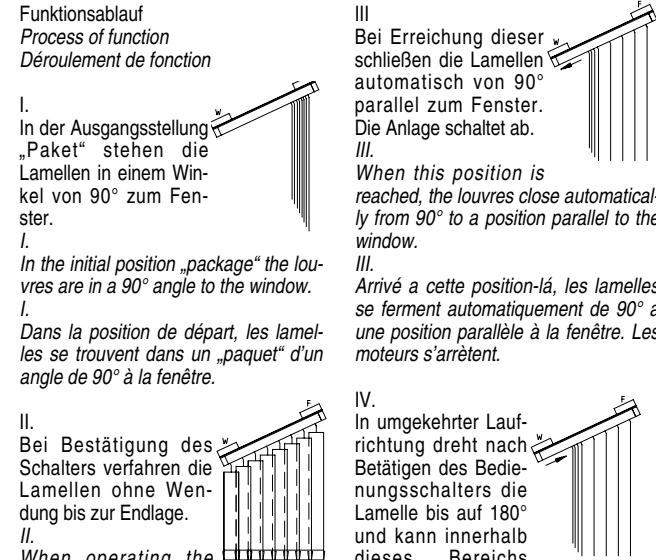 Funktionsablauf
Process of function
Déroulement de fonction
I.
In der Ausgangsstellung
„Paket“ stehen die
Lamellen in einem Win-
kel von 90° zum Fen-
ster.
I.
In the initial position „package“ the lou-
vres are in a 90° angle to the window.
I.
Dans la position de départ, les lamel-
les se trouvent dans un „paquet“ d’un
angle de 90° à la fenêtre.
W
II.
Bei Bestätigung des
Schalters verfahren die
Lamellen ohne Wen-
dung bis zur Endlage.
II.
When operating the
W
F
III
Bei Erreichung dieser
schließen die Lamellen
automatisch von 90°
parallel zum Fenster.
Die Anlage schaltet ab.
III.
When this position is
reached, the louvres close automatical-
ly from 90° to a position parallel to the
window.
III.
Arrivé a cette position-lá, les lamelles
se ferment automatiquement de 90° a
une position parallèle à la fenêtre. Les
moteurs s’arrètent.
W
F
IV.
In umgekehrter Lauf-
richtung dreht nach
Betätigen des Bedie-
nungsschalters die
Lamelle bis auf 180°
und kann innerhalb
dieses Bereichs
W
F